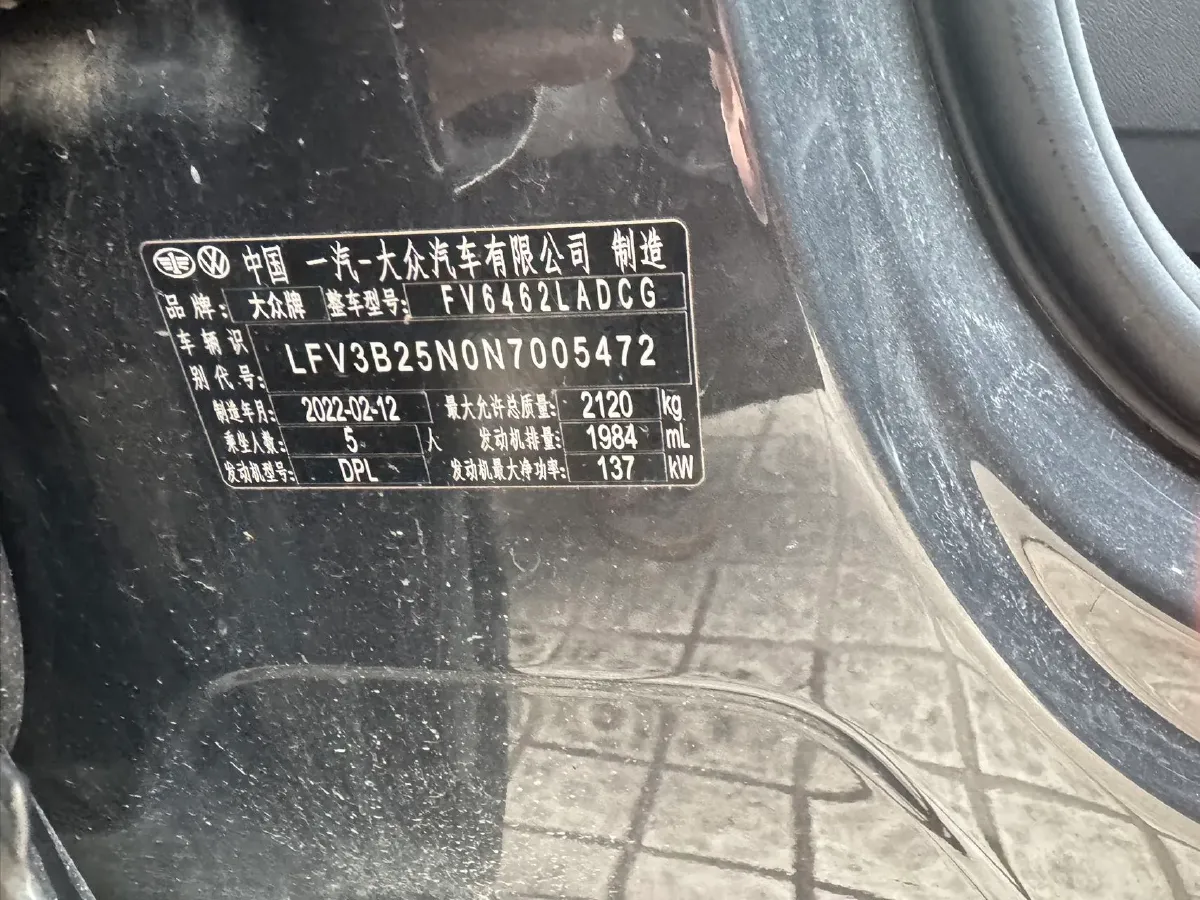 中国 一汽-大众汽车有限公司 制造
品牌: 大众牌 整车型号: FV6462LADCG
车辆识别代号: LFV3B25N0N7005472
制造年月: 2022-02-12 最大允许总质量: 2120 kg
乘坐人数: 5 人 发动机排量: 1984 mL
发动机型号: DPL 发动机最大净功率: 137 kW